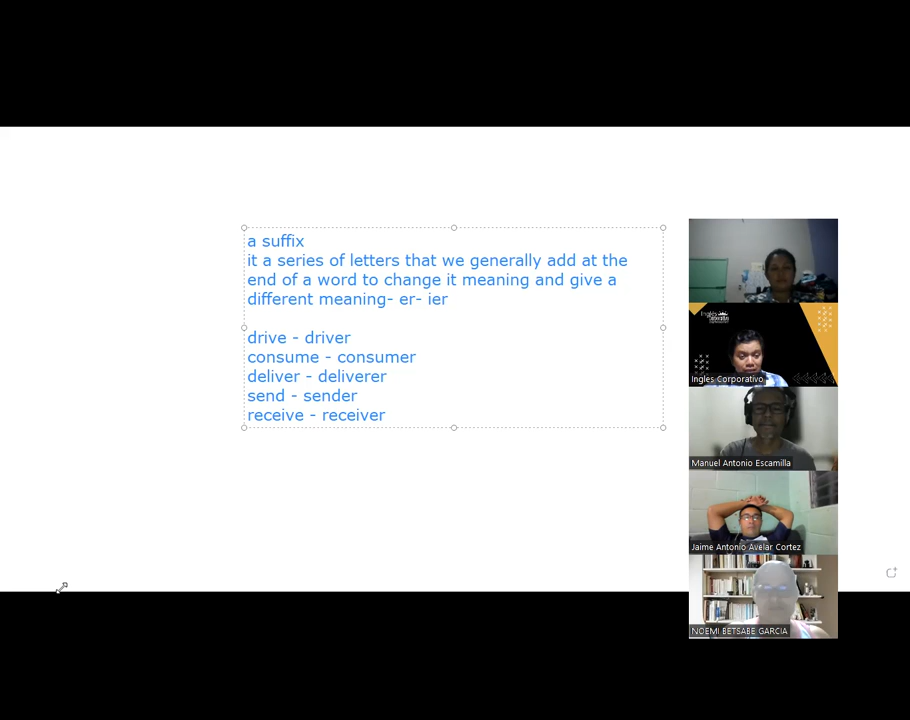 a suffix
it a series of letters that we generally add at the
end of a word to change it meaning and give a
different meaning- er- ier
drive - driver
consume - consumer
deliver - deliverer
send - sender
receive - receiver
Ingles Corporativo
Manuel Antonio Escamilla
Jaime Antonio Avelar Cortez
NOEMI BETSABE GARCIA